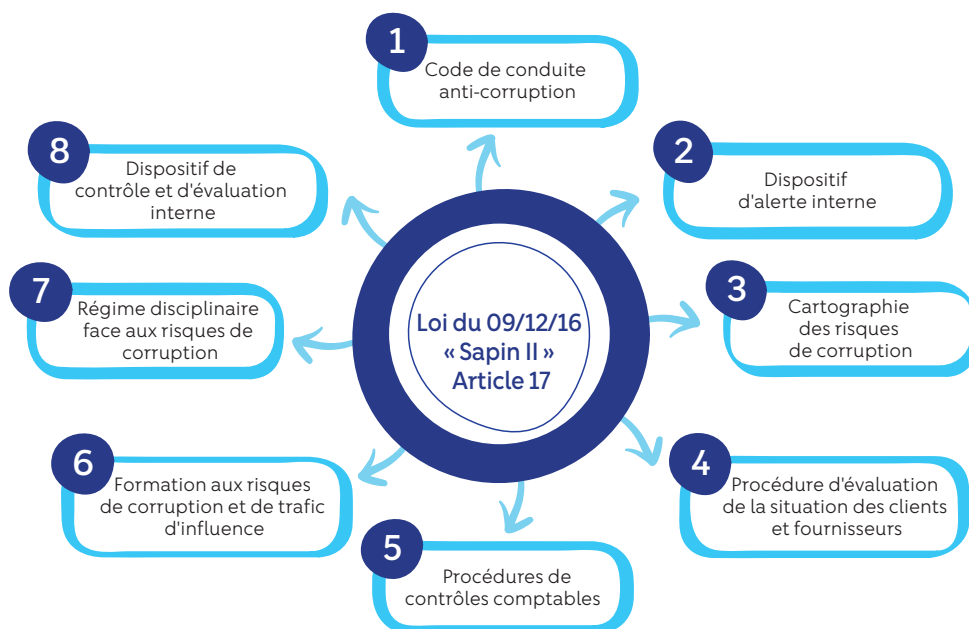 1
Code de conduite
anti-corruption
2
Dispositif
d'alerte interne
3
Cartographie
des risques
de corruption
4
Procédure d'évaluation
de la situation des clients
et fournisseurs
5
Procédures de
contrôles comptables
6
Formation aux risques
de corruption et de trafic
d'influence
7
Régime disciplinaire
face aux risques de
corruption
8
Dispositif de
contrôle et d'évaluation
interne
Loi du 09/12/16
« Sapin II »
Article 17